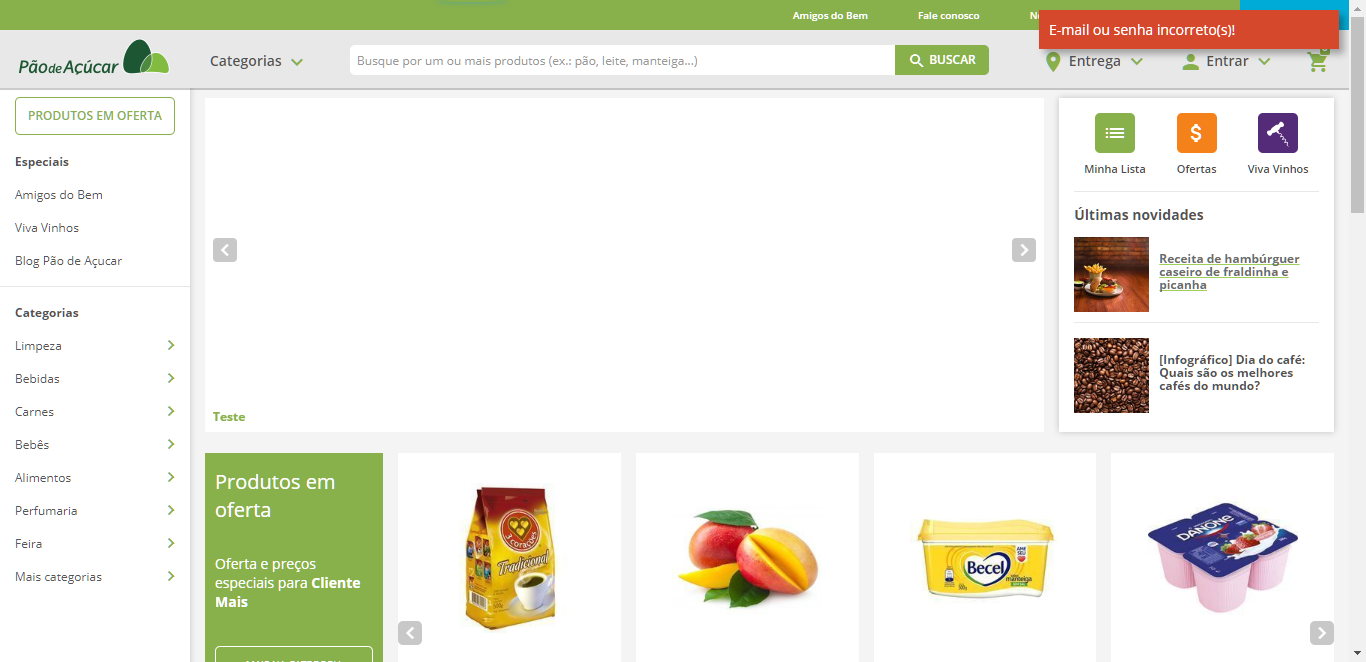 Amigos do Bem
Fale conosco
E-mail ou senha incorreto(s)!
Pão de Açúcar
Categorias
Busque por um ou mais produtos (ex.: pão, leite, manteiga...)
BUSCAR
Entrega
Entrar
PRODUTOS EM OFERTA
Especiais
Amigos do Bem
Viva Vinhos
Blog Pão de Açucar
Categorias
Limpeza
Bebidas
Carnes
Bebês
Alimentos
Perfumaria
Feira
Mais categorias
Teste
Minha Lista
Ofertas
Viva Vinhos
Últimas novidades
Receita de hambúrguer
caseiro de fraldinha e
picanha
[Infográfico] Dia do café:
Quais são os melhores
cafés do mundo?
Produtos em
oferta
Oferta e preços
especiais para Cliente
Mais
3 corações
Tradicional
Becel
manteiga
DANONE